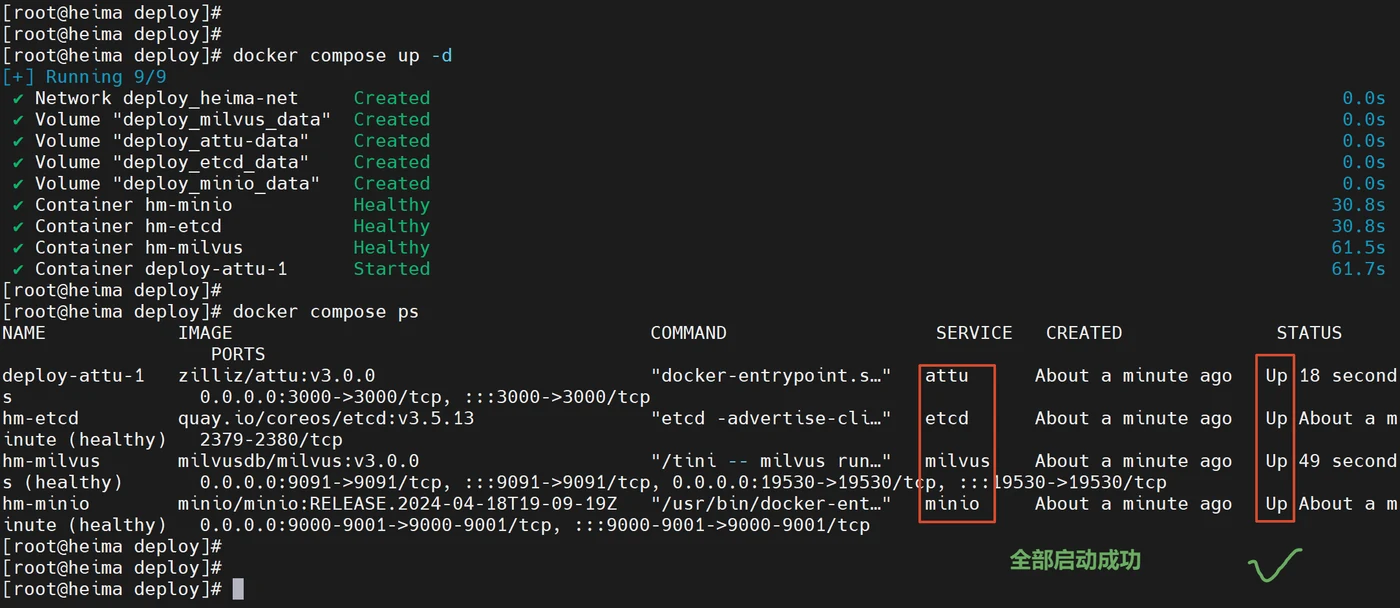 [root@heima deploy]#
[root@heima deploy]#
[root@heima deploy]# docker compose up -d
[+] Running 9/9
✔ Network deploy_heima-net Created 0.0s
✔ Volume "deploy_milvus_data" Created 0.0s
✔ Volume "deploy_attu-data" Created 0.0s
✔ Volume "deploy_etcd_data" Created 0.0s
✔ Volume "deploy_minio_data" Created 0.0s
✔ Container hm-minio Healthy 30.8s
✔ Container hm-etcd Healthy 30.8s
✔ Container hm-milvus Healthy 61.5s
✔ Container deploy-attu-1 Started 61.7s
[root@heima deploy]#
[root@heima deploy]# docker compose ps
NAME IMAGE COMMAND SERVICE CREATED STATUS
PORTS
deploy-attu-1 zilliz/attu:v3.0.0 "docker-entrypoint.s…" attu About a minute ago Up 18 second
s 0.0.0.0:3000->3000/tcp, :::3000->3000/tcp
hm-etcd quay.io/coreos/etcd:v3.5.13 "etcd -advertise-cli…" etcd About a minute ago Up About a m
inute (healthy) 2379-2380/tcp
hm-milvus milvusdb/milvus:v3.0.0 "/tini -- milvus run…" milvus About a minute ago Up 49 second
s (healthy) 0.0.0.0:9091->9091/tcp, :::9091->9091/tcp, 0.0.0.0:19530->19530/tcp, :::19530->19530/tcp
hm-minio minio/minio:RELEASE.2024-04-18T19-09-19Z "/usr/bin/docker-ent…" minio About a minute ago Up About a m
inute (healthy) 0.0.0.0:9000-9001->9000-9001/tcp, :::9000-9001->9000-9001/tcp
[root@heima deploy]#
[root@heima deploy]#
全部启动成功
[root@heima deploy]#